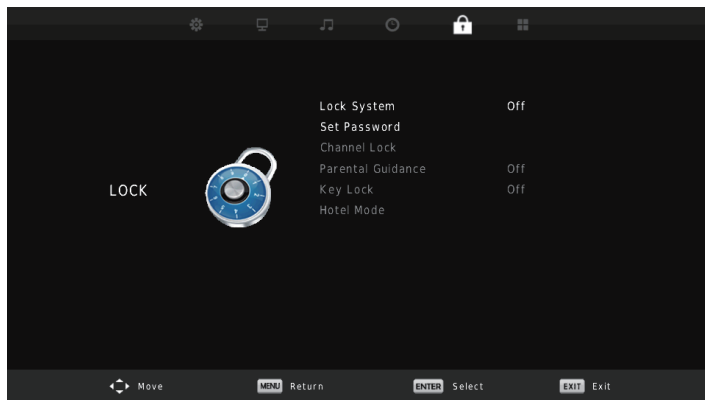 Lock System Off
Set Password
Channel Lock
Parental Guidance Off
Key Lock Off
Hotel Mode
LOCK
Move MENU Return ENTER Select EXIT Exit